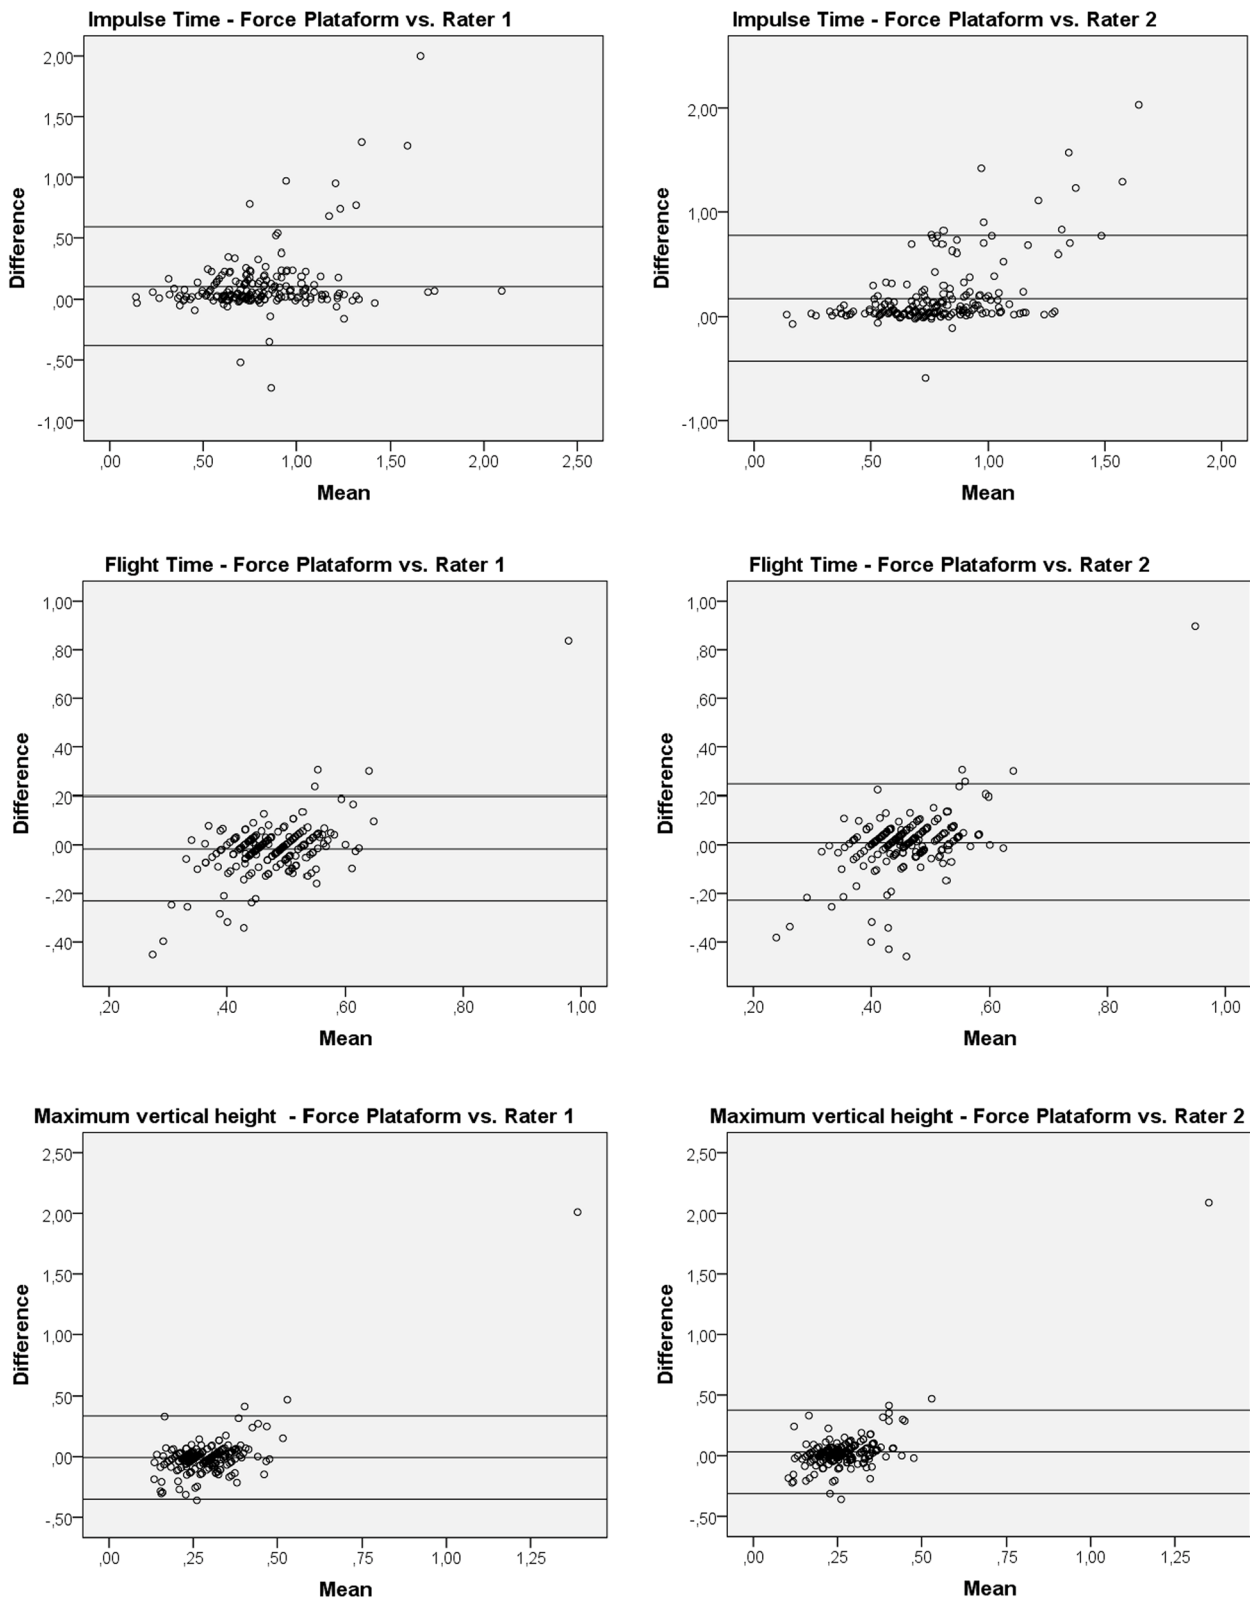 Impulse Time - Force Plataform vs. Rater 1
2,00
1,50
1,00
,50
,00
-,50
-1,00
Difference
,00 ,50 1,00 1,50 2,00 2,50
Mean
Impulse Time - Force Plataform vs. Rater 2
2,00
1,00
,00
-1,00
Difference
,00 ,50 1,00 1,50 2,00
Mean
Flight Time - Force Plataform vs. Rater 1
1,00
,80
,60
,40
,20
,00
-,20
-,40
Difference
,20 ,40 ,60 ,80 1,00
Mean
Flight Time - Force Plataform vs. Rater 2
1,00
,80
,60
,40
,20
,00
-,20
-,40
Difference
,20 ,40 ,60 ,80 1,00
Mean
Maximum vertical height - Force Plataform vs. Rater 1
2,50
2,00
1,50
1,00
,50
,00
-,50
Difference
,00 ,25 ,50 ,75 1,00 1,25
Mean
Maximum vertical height - Force Plataform vs. Rater 2
2,50
2,00
1,50
1,00
,50
,00
-,50
Difference
,00 ,25 ,50 ,75 1,00 1,25
Mean